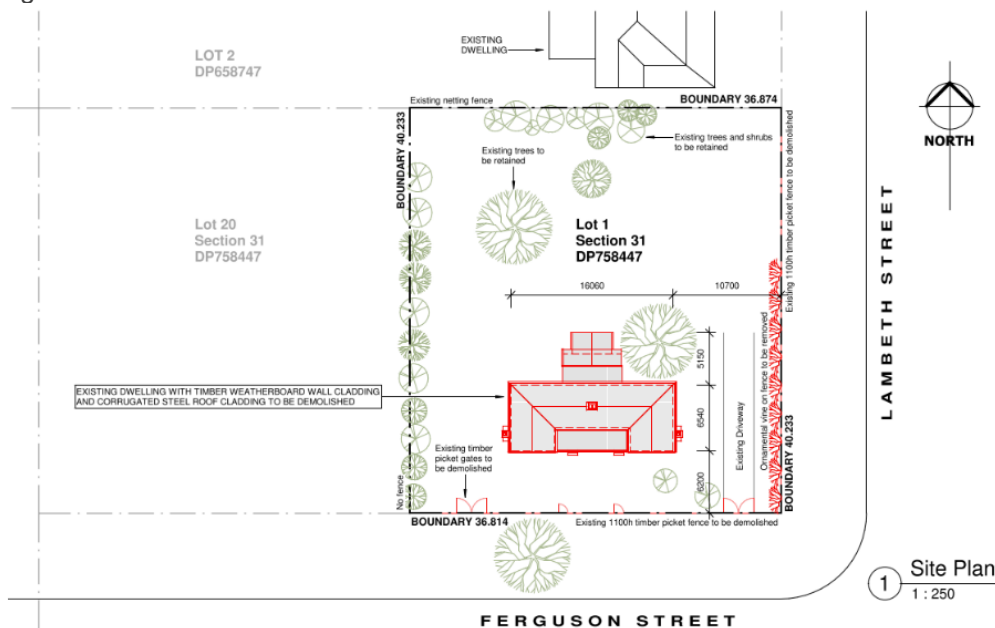 EXISTING
DWELLING
LOT 2
DP658747
Existing netting fence
BOUNDARY 36.874
BOUNDARY 40.233
Existing trees and shrubs
to be retained
Existing trees to
be retained
Existing 1100h timber picket fence to be demolished
NORTH
Lot 20
Section 31
DP758447
Lot 1
Section 31
DP758447
16060
10700
LAMBETH STREET
5150
6540
6200
Existing Driveway
Ornamental vine on fence to be removed
EXISTING DWELLING WITH TIMBER WEATHERBOARD WALL CLADDING
AND CORRUGATED STEEL ROOF CLADDING TO BE DEMOLISHED
Existing timber
picket gates to
be demolished
No fence
BOUNDARY 40.233
BOUNDARY 36.814
Existing 1100h timber picket fence to be demolished
1
Site Plan
1 : 250
FERGUSON STREET